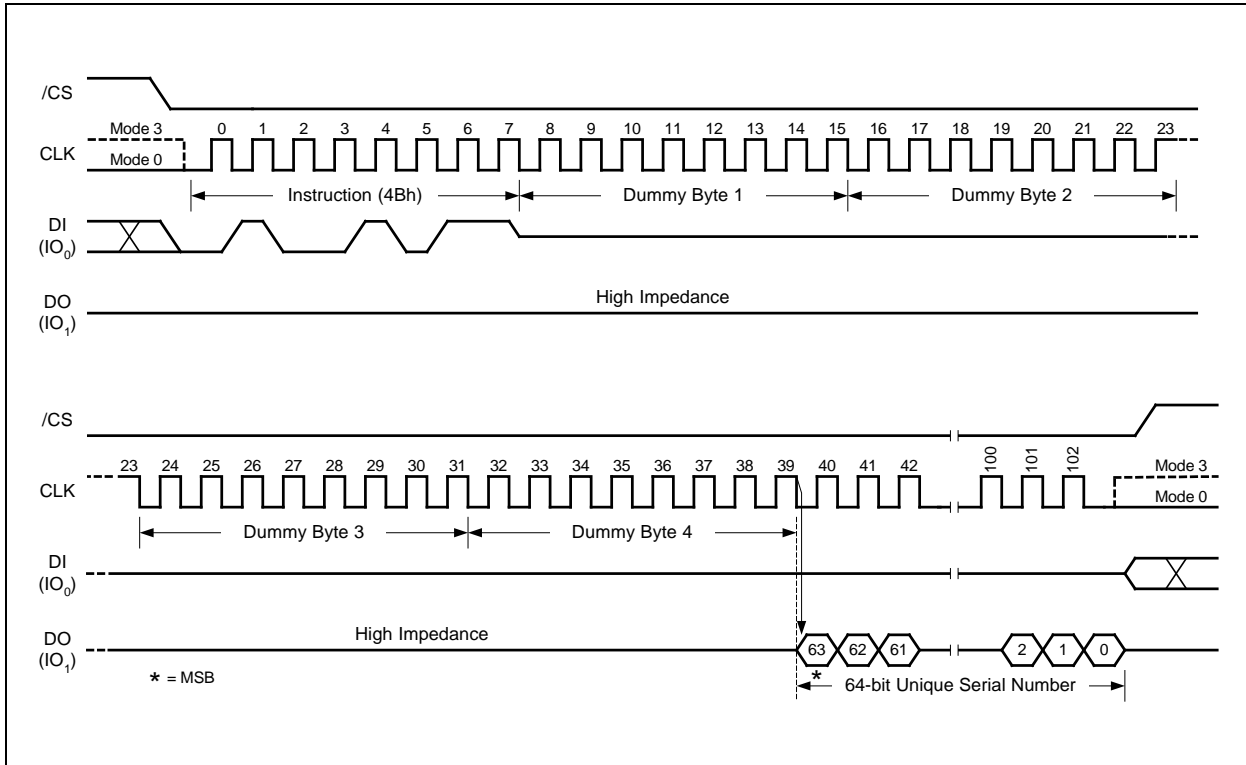 /CS
Mode 3
0 1 2 3 4 5 6 7 8 9 10 11 12 13 14 15 16 17 18 19 20 21 22 23
CLK
Mode 0
Instruction (4Bh) Dummy Byte 1 Dummy Byte 2
DI
(IO0)
High Impedance
DO
(IO1)
/CS
23 24 25 26 27 28 29 30 31 32 33 34 35 36 37 38 39 40 41 42 100 101 102
Mode 3
CLK
Mode 0
Dummy Byte 3 Dummy Byte 4
DI
(IO0)
High Impedance
DO
(IO1)
63 62 61 2 1 0
* = MSB
*
64-bit Unique Serial Number